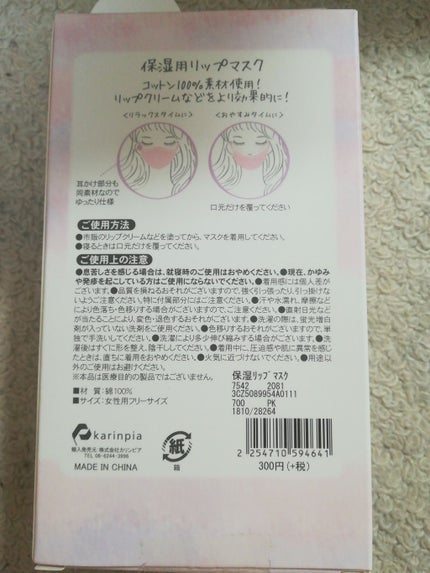 保湿用リップマスク
コットン100%素材使用!
リップクリームなどをより効果的に!
<リラックスタイムに>
<おやすみタイムに>
耳かけ部分も
同素材なので
ゆったり仕様
口元だけを覆ってください
ご使用方法
●市販のリップクリームなどを塗ってから、マスクを着用してください。
●寝るときは口元だけを覆ってください。
ご使用上の注意
●息苦しさを感じる場合は、就寝時のご使用はおやめください。●現在、かゆみ
や発疹を起こしている方はご使用にならないでください。●着用感には個人差が
ございます。●品質を損ねるおそれがございますので、強く引っ張ったり、引っ掛けな
いようご注意ください。特に付属部分にはご注意ください。●汗や水濡れ、摩擦など
により色落ち・色移りする場合がございますので、ご注意ください。●直射日光など
が当たることにより、変色・退色するおそれがございます。●洗濯の際は、蛍光増白
剤が入っていない洗剤をご使用ください。●色移りするおそれがございますので、単
独で手洗いしてください。●洗濯により多少伸び縮みする場合がございます。●洗
濯後はすぐに形を整え、陰干ししてください。●着用中に、圧迫感や肌に異常を感じ
たときは、直ちに着用をおやめください。●火気に近づけないでください。●用途以
外のご使用はお避けください。
※本品は医療目的の製品ではございません。
■材質:綿100%
■サイズ:女性用フリーサイズ
karinpia
輸入発売元 株式会社カリンピア
TEL 06-6244-3996
MADE IN CHINA
紙
箱
保湿リップマスク
7542 2081
3CZ5089954A0111
700 PK
1810/28264
2 254710 594641
300円(+税)